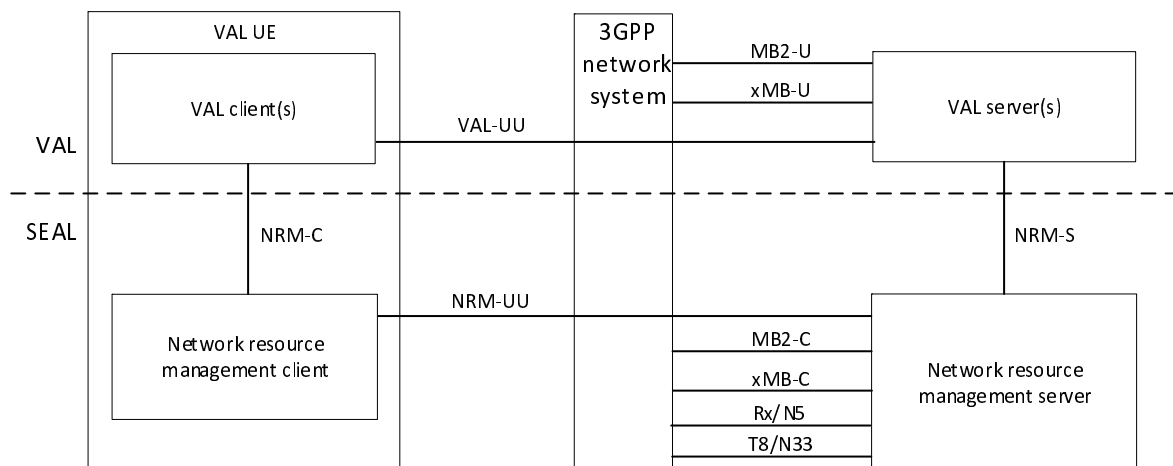 VAL UE
3GPP
network
system
MB2-U
xMB-U
VAL client(s)
VAL server(s)
VAL-UU
VAL
SEAL
NRM-C
NRM-S
NRM-UU
MB2-C
xMB-C
Rx/N5
T8/N33
Network resource
management client
Network resource
management server